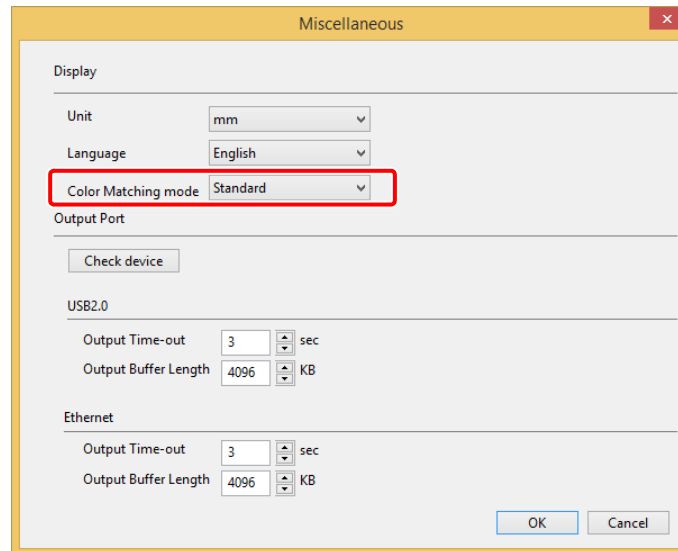 Miscellaneous
Display
Unit mm
Language English
Color Matching mode Standard
Output Port
Check device
USB2.0
Output Time-out 3 sec
Output Buffer Length 4096 KB
Ethernet
Output Time-out 3 sec
Output Buffer Length 4096 KB
OK Cancel